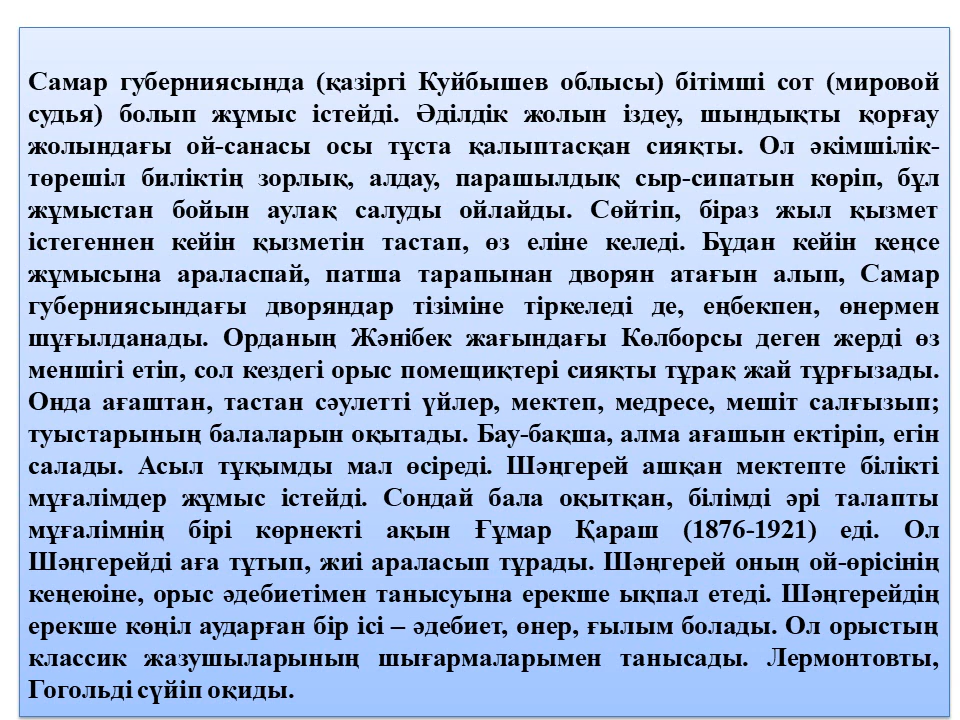 Самар губерниясында (қазіргі Куйбышев облысы) бітімші сот (мировой
судья) болып жұмыс істейді. Әділдік жолын іздеу, шындықты қорғау
жолындағы ой-санасы осы тұста қалыптасқан сияқты. Ол әкімшілік-
төрешіл биліктің зорлық, алдау, парашылдық сыр-сипатын көріп, бұл
жұмыстан бойын аулақ салуды ойлайды. Сөйтіп, біраз жыл қызмет
істегеннен кейін қызметін тастап, өз еліне келеді. Бұдан кейін кеңсе
жұмысына араласпай, патша тарапынан дворян атағын алып, Самар
губерниясындағы дворяндар тізіміне тіркеледі де, еңбекпен, өнермен
шұғылданады. Орданың Жәнібек жағындағы Көлборсы деген жерді өз
меншігі етіп, сол кездегі орыс помещиқтері сияқты тұрақ жай тұрғызады.
Онда ағаштан, тастан сәулетті үйлер, мектеп, медресе, мешіт салғызып;
туыстарының балаларын оқытады. Бау-бақша, алма ағашын ектіріп, егін
салады. Асыл тұқымды мал өсіреді. Шәңгерей ашқан мектепте білікті
мұғалімдер жұмыс істейді. Сондай бала оқытқан, білімді әрі талапты
мұғалімнің бірі көрнекті ақын Ғұмар Қараш (1876-1921) еді. Ол
Шәңгерейді аға тұтып, жиі араласып тұрады. Шәңгерей оның ой-өрісінің
кеңеюіне, орыс әдебиетімен танысуына ерекше ықпал етеді. Шәңгерейдің
ерекше көңіл аударған бір ісі – әдебиет, өнер, ғылым болады. Ол орыстың
классик жазушыларының шығармаларымен танысады. Лермонтовты,
Гогольді сүйіп оқиды.